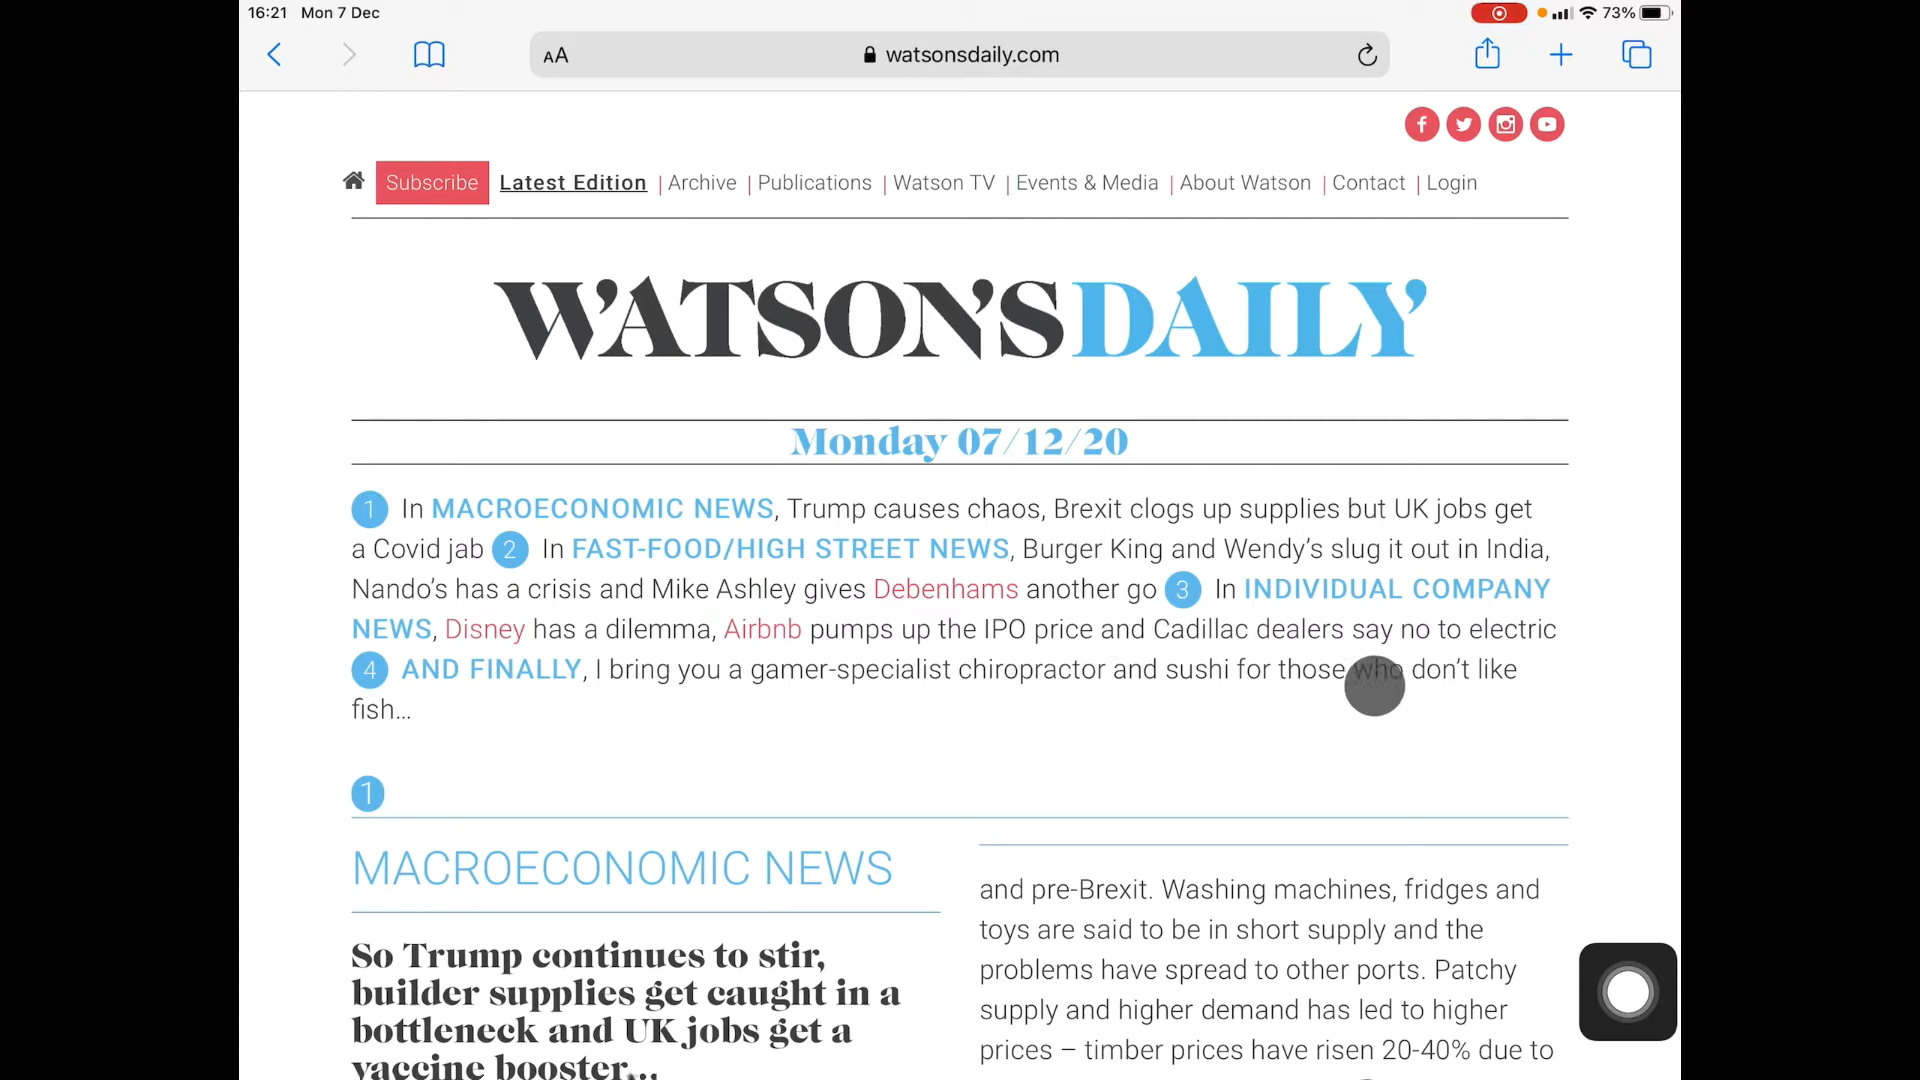 16:21 Mon 7 Dec
73%
AA
watsonsdaily.com
Subscribe Latest Edition | Archive | Publications | Watson TV | Events & Media | About Watson | Contact | Login
WATSON'S DAILY
Monday 07/12/20
1 In MACROECONOMIC NEWS, Trump causes chaos, Brexit clogs up supplies but UK jobs get
a Covid jab 2 In FAST-FOOD/HIGH STREET NEWS, Burger King and Wendy's slug it out in India,
Nando's has a crisis and Mike Ashley gives Debenhams another go 3 In INDIVIDUAL COMPANY
NEWS, Disney has a dilemma, Airbnb pumps up the IPO price and Cadillac dealers say no to electric
4 AND FINALLY, I bring you a gamer-specialist chiropractor and sushi for those who don't like
fish...
1
MACROECONOMIC NEWS
So Trump continues to stir,
builder supplies get caught in a
bottleneck and UK jobs get a
vaccine booster...
and pre-Brexit. Washing machines, fridges and
toys are said to be in short supply and the
problems have spread to other ports. Patchy
supply and higher demand has led to higher
prices – timber prices have risen 20-40% due to